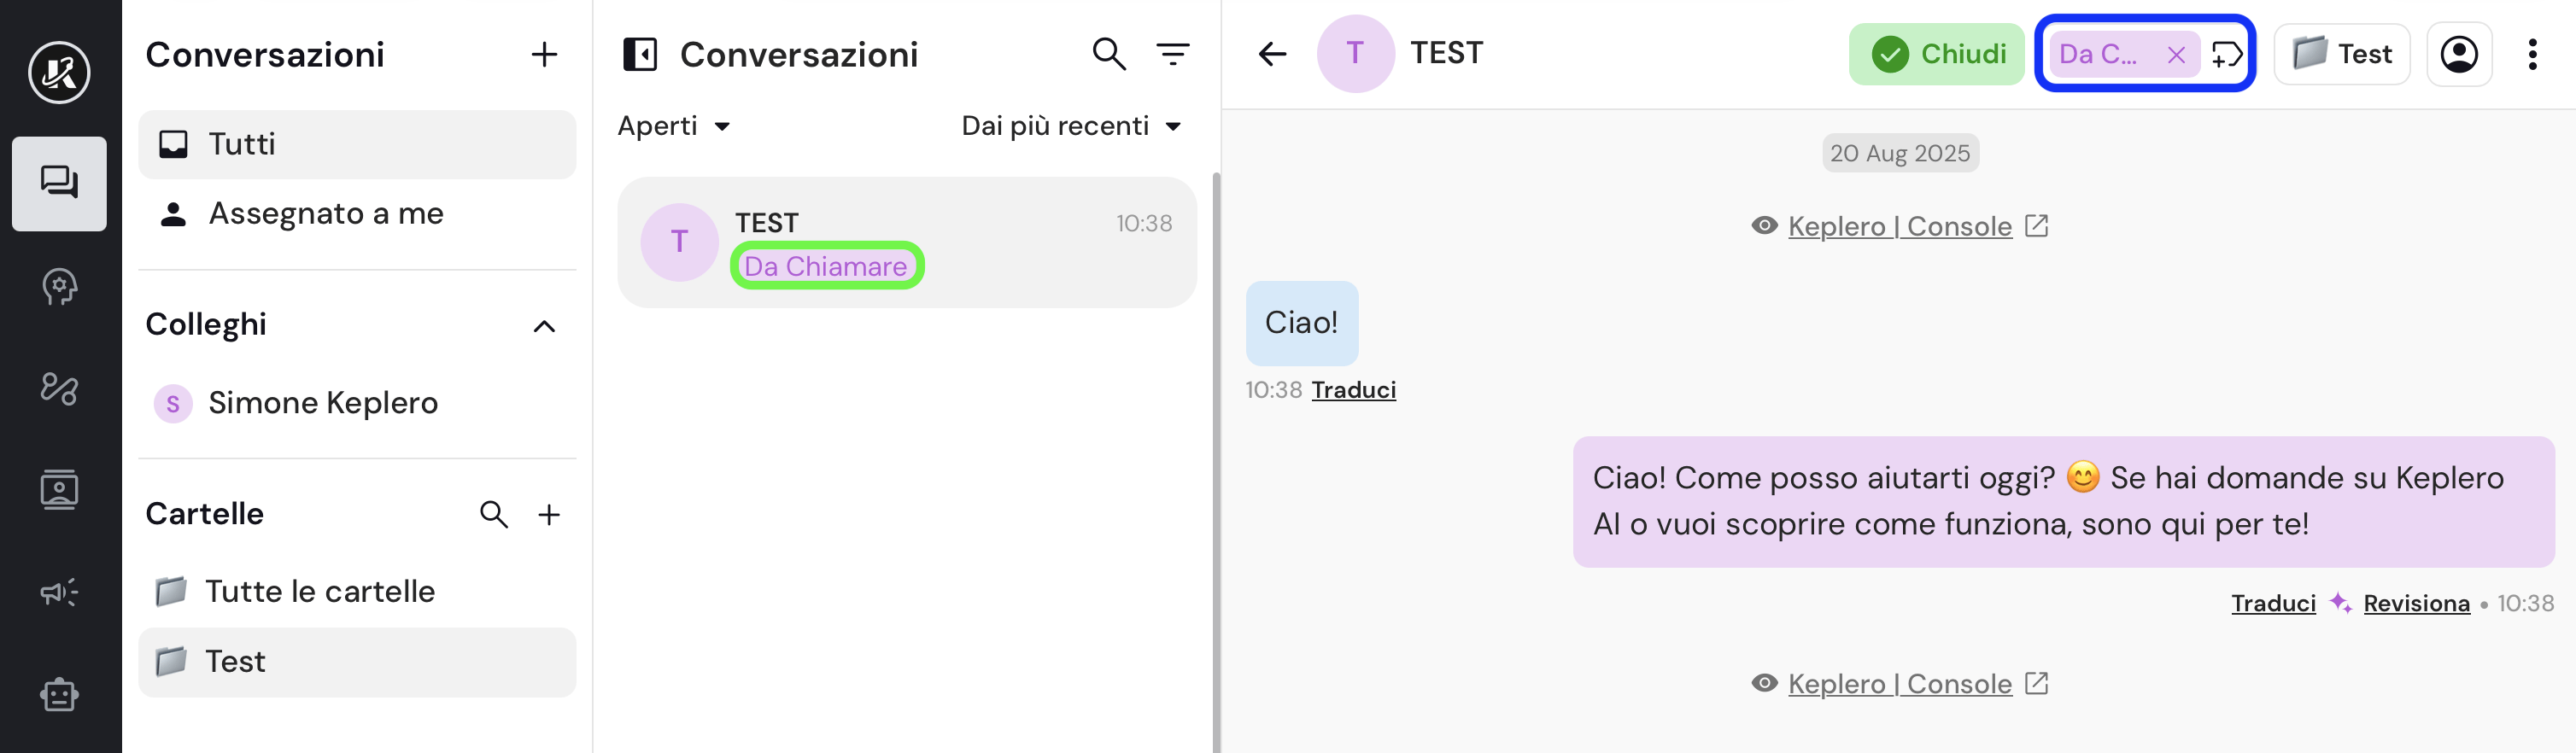 Conversazioni
Tutti
Assegnato a me
Colleghi
S
Simone Keplero
Cartelle
Tutte le cartelle
Test
Conversazioni
Aperti
Dai più recenti
T
TEST
10:38
Da Chiamare
T
TEST
Chiudi
Da C...
Test
20 Aug 2025
Keplero | Console
Ciao!
10:38 Traduci
Ciao! Come posso aiutarti oggi? 😊 Se hai domande su Keplero
AI o vuoi scoprire come funziona, sono qui per te!
Traduci Revisiona • 10:38
Keplero | Console